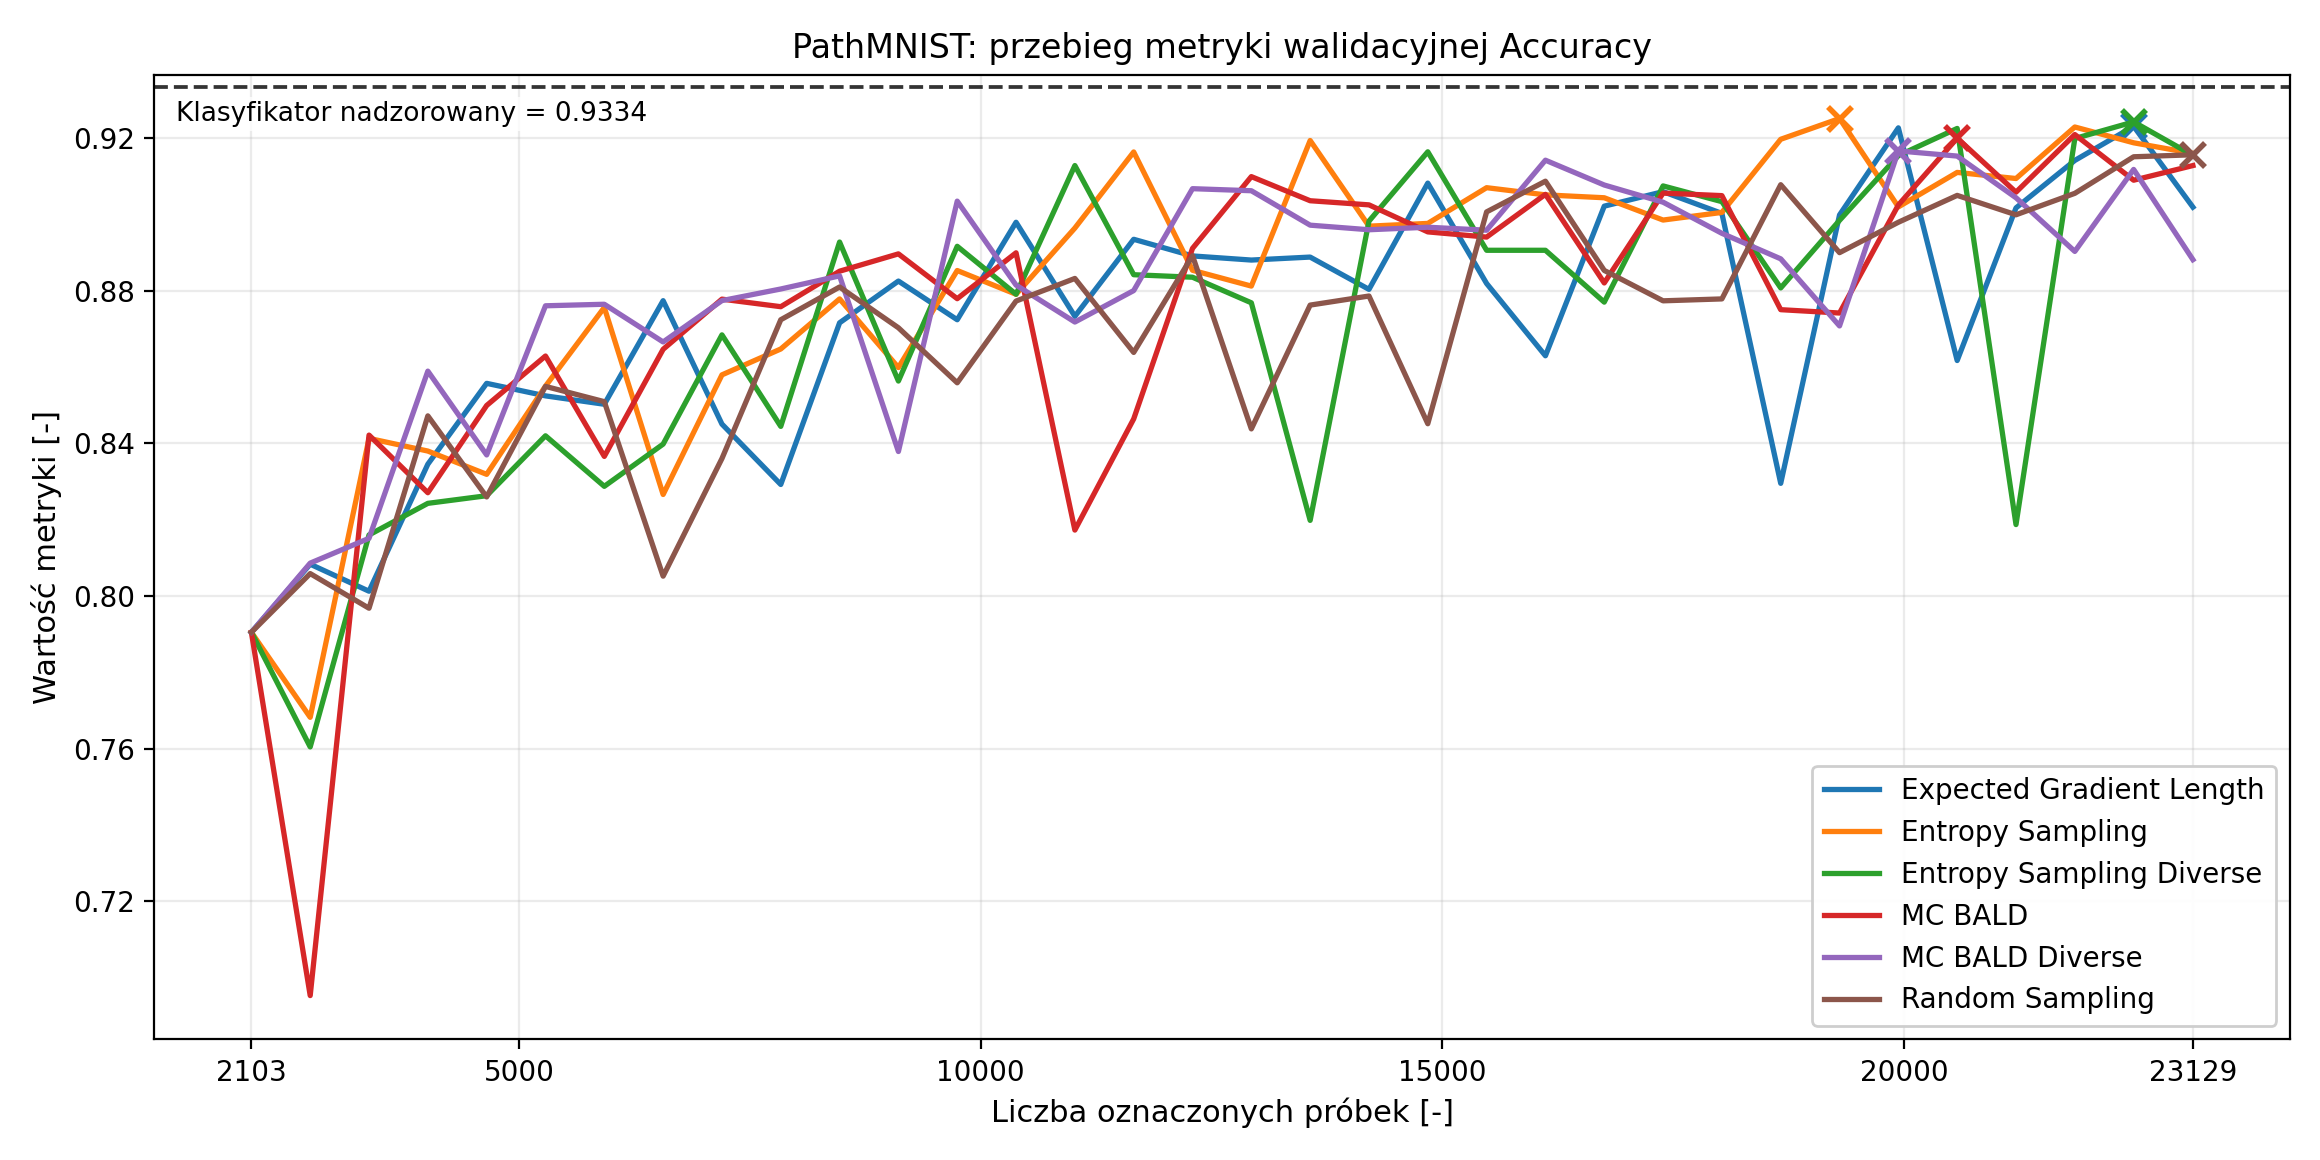 PathMNIST: przebieg metryki walidacyjnej Accuracy
Klasyfikator nadzorowany = 0.9334
0.92
0.88
0.84
0.80
0.76
0.72
Wartość metryki [-]
Expected Gradient Length
Entropy Sampling
Entropy Sampling Diverse
MC BALD
MC BALD Diverse
Random Sampling
2103 5000 10000 15000 20000 23129
Liczba oznaczonych próbek [-]